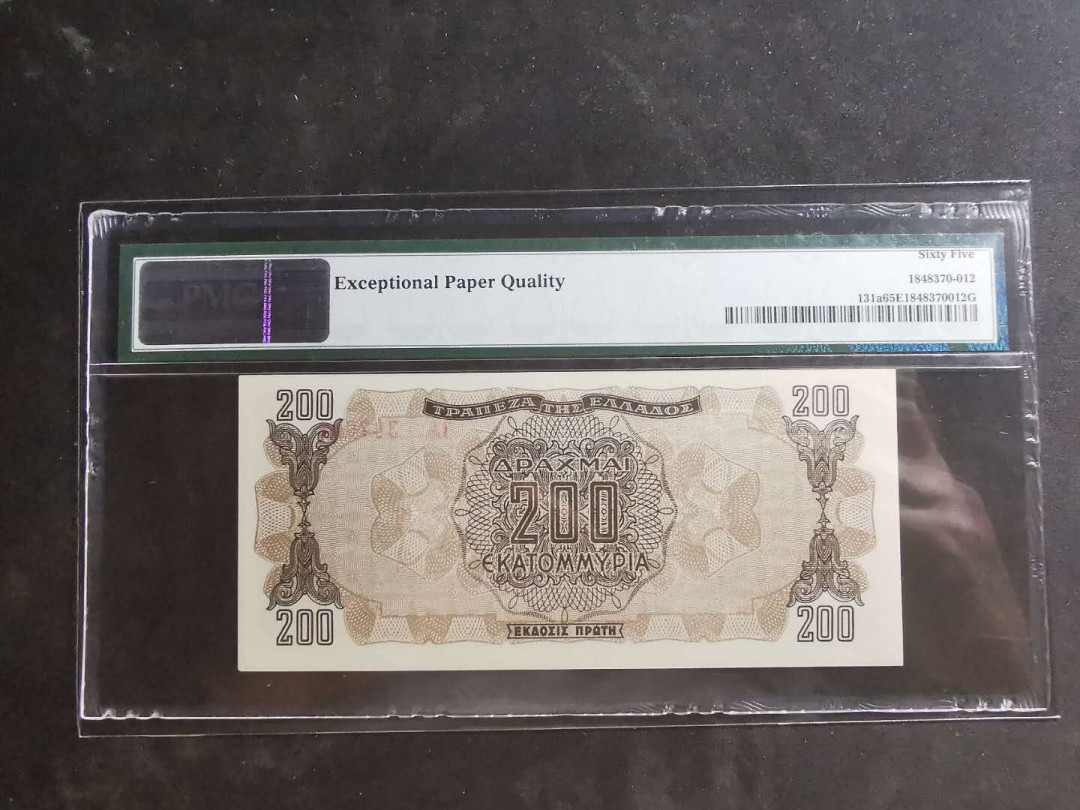 Sixty Five
Exceptional Paper Quality
1848370-012
131a65E1848370012G
200
200
ΤΡΑΠΕΖΑ ΤΗΣ ΕΛΛΑΔΟΣ
ΔΡΑΧΜΑΙ
200
ΕΚΑΤΟΜΜΥΡΙΑ
200
200
ΕΚΔΟΣΙΣ ΠΡΩΤΗ